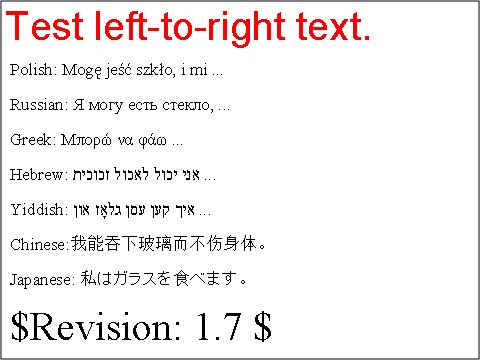 Test left-to-right text.
Polish: Mogę jeść szkło, i mi ...
Russian: Я могу есть стекло, ...
Greek: Μπορώ να φάω ...
Hebrew: אני יכול לאכול זכוכית ...
Yiddish: איך קען עסן גלאָז און ...
Chinese:我能吞下玻璃而不伤身体。
Japanese: 私はガラスを食べます。
$Revision: 1.7 $